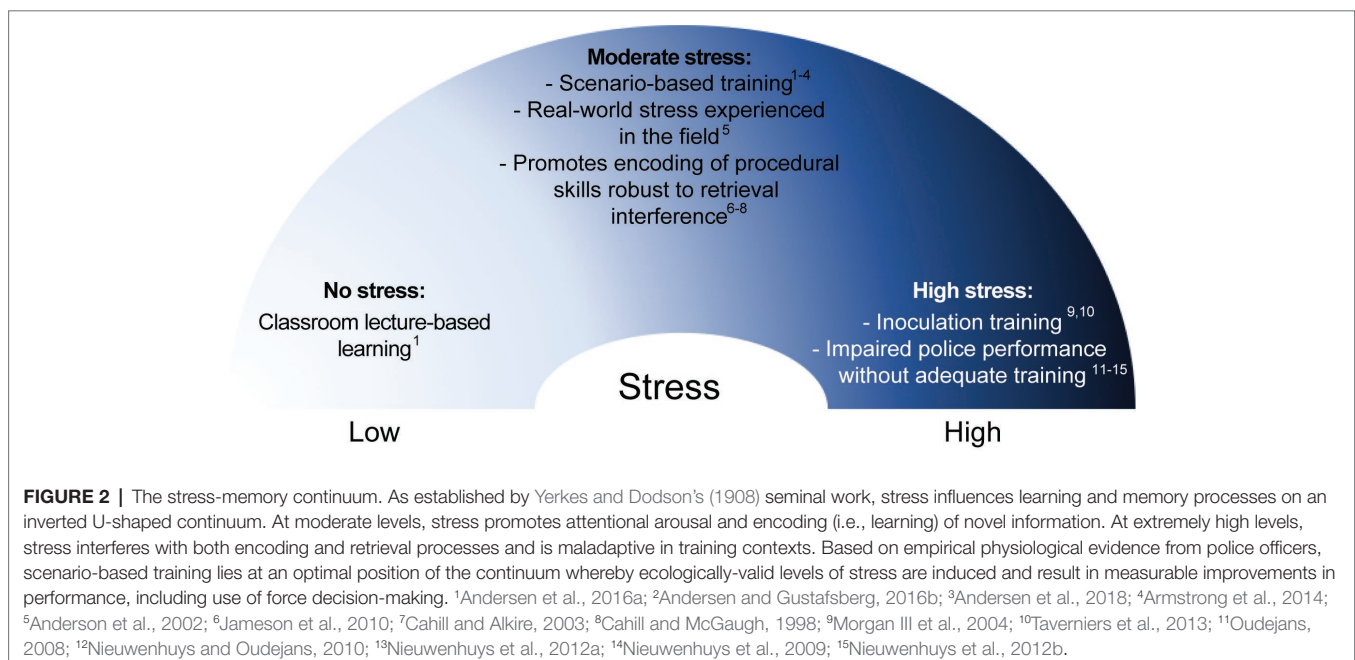 Moderate stress:
- Scenario-based training1-4
- Real-world stress experienced
in the field5
- Promotes encoding of procedural
skills robust to retrieval
interference6-8
No stress:
Classroom lecture-based
learning1
High stress:
- Inoculation training 9,10
- Impaired police performance
without adequate training 11-15
Stress
Low
High
FIGURE 2 | The stress-memory continuum. As established by Yerkes and Dodson's (1908) seminal work, stress influences learning and memory processes on an
inverted U-shaped continuum. At moderate levels, stress promotes attentional arousal and encoding (i.e., learning) of novel information. At extremely high levels,
stress interferes with both encoding and retrieval processes and is maladaptive in training contexts. Based on empirical physiological evidence from police officers,
scenario-based training lies at an optimal position of the continuum whereby ecologically-valid levels of stress are induced and result in measurable improvements in
performance, including use of force decision-making. 1Andersen et al., 2016a; 2Andersen and Gustafsberg, 2016b; 3Andersen et al., 2018; 4Armstrong et al., 2014;
5Anderson et al., 2002; 6Jameson et al., 2010; 7Cahill and Alkire, 2003; 8Cahill and McGaugh, 1998; 9Morgan III et al., 2004; 10Taverniers et al., 2013; 11Oudejans,
2008; 12Nieuwenhuys and Oudejans, 2010; 13Nieuwenhuys et al., 2012a; 14Nieuwenhuys et al., 2009; 15Nieuwenhuys et al., 2012b.